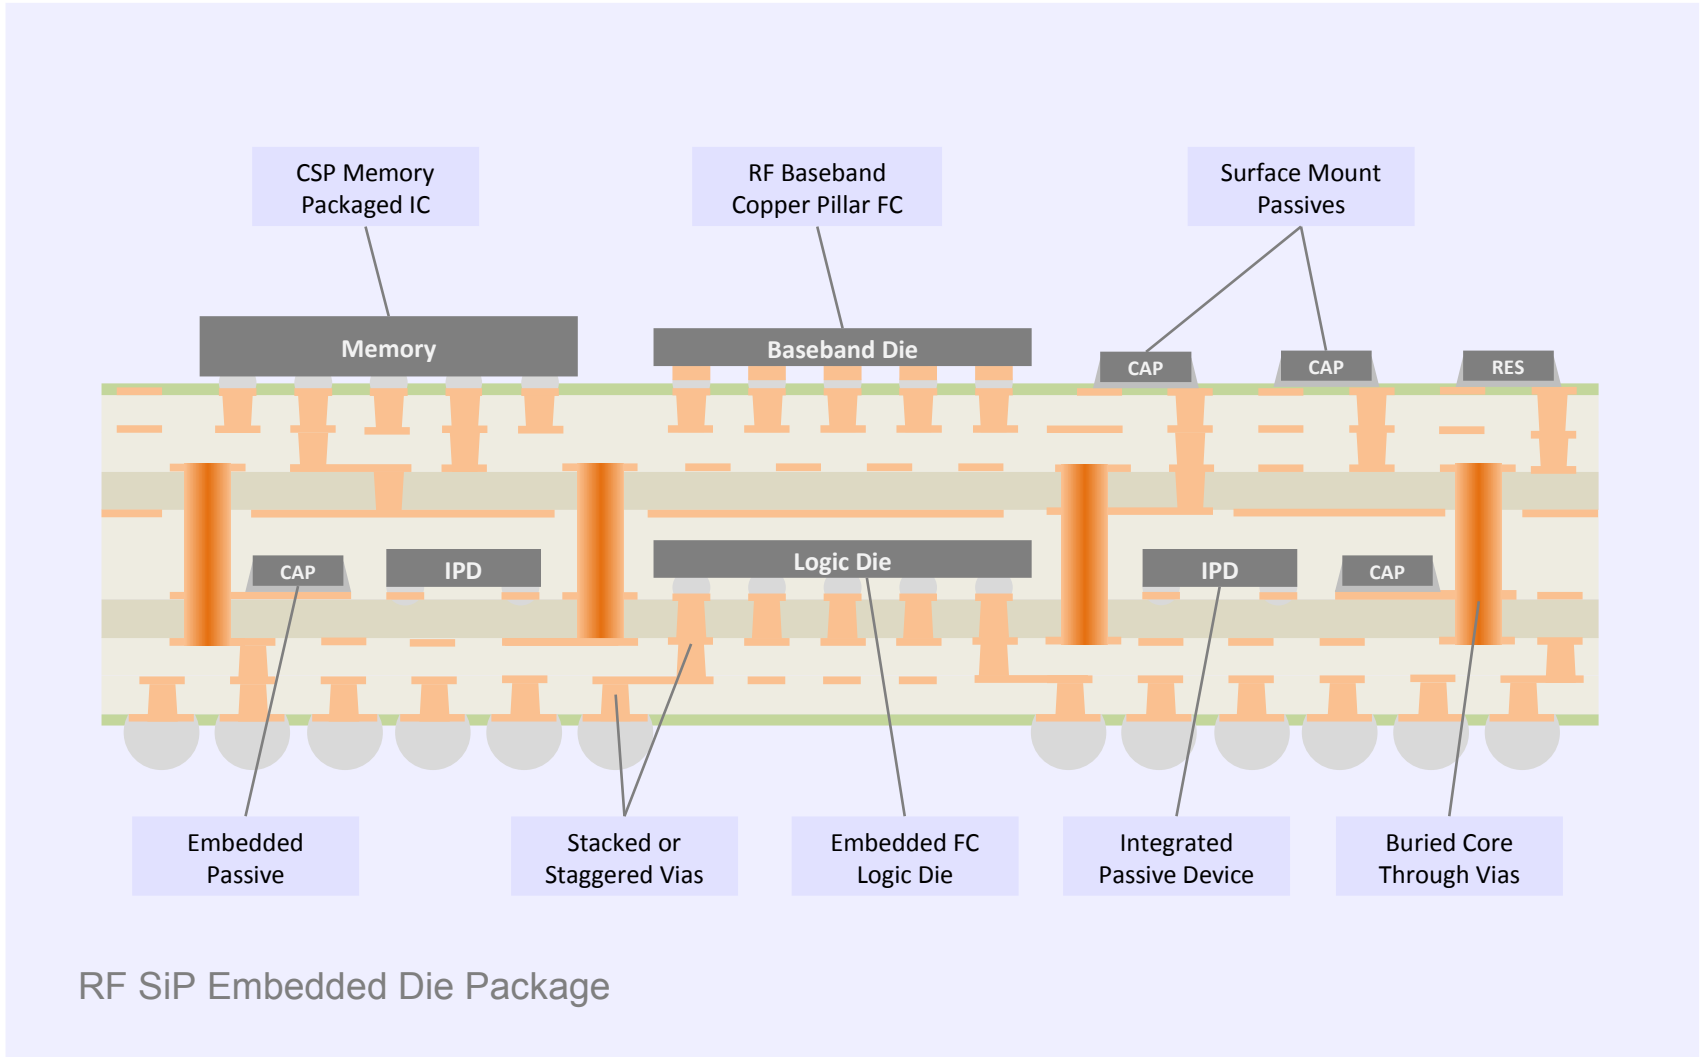 CSP Memory
Packaged IC
RF Baseband
Copper Pillar FC
Surface Mount
Passives
Memory
Baseband Die
CAP
CAP
RES
CAP
IPD
Logic Die
IPD
CAP
Embedded
Passive
Stacked or
Staggered Vias
Embedded FC
Logic Die
Integrated
Passive Device
Buried Core
Through Vias
RF SiP Embedded Die Package